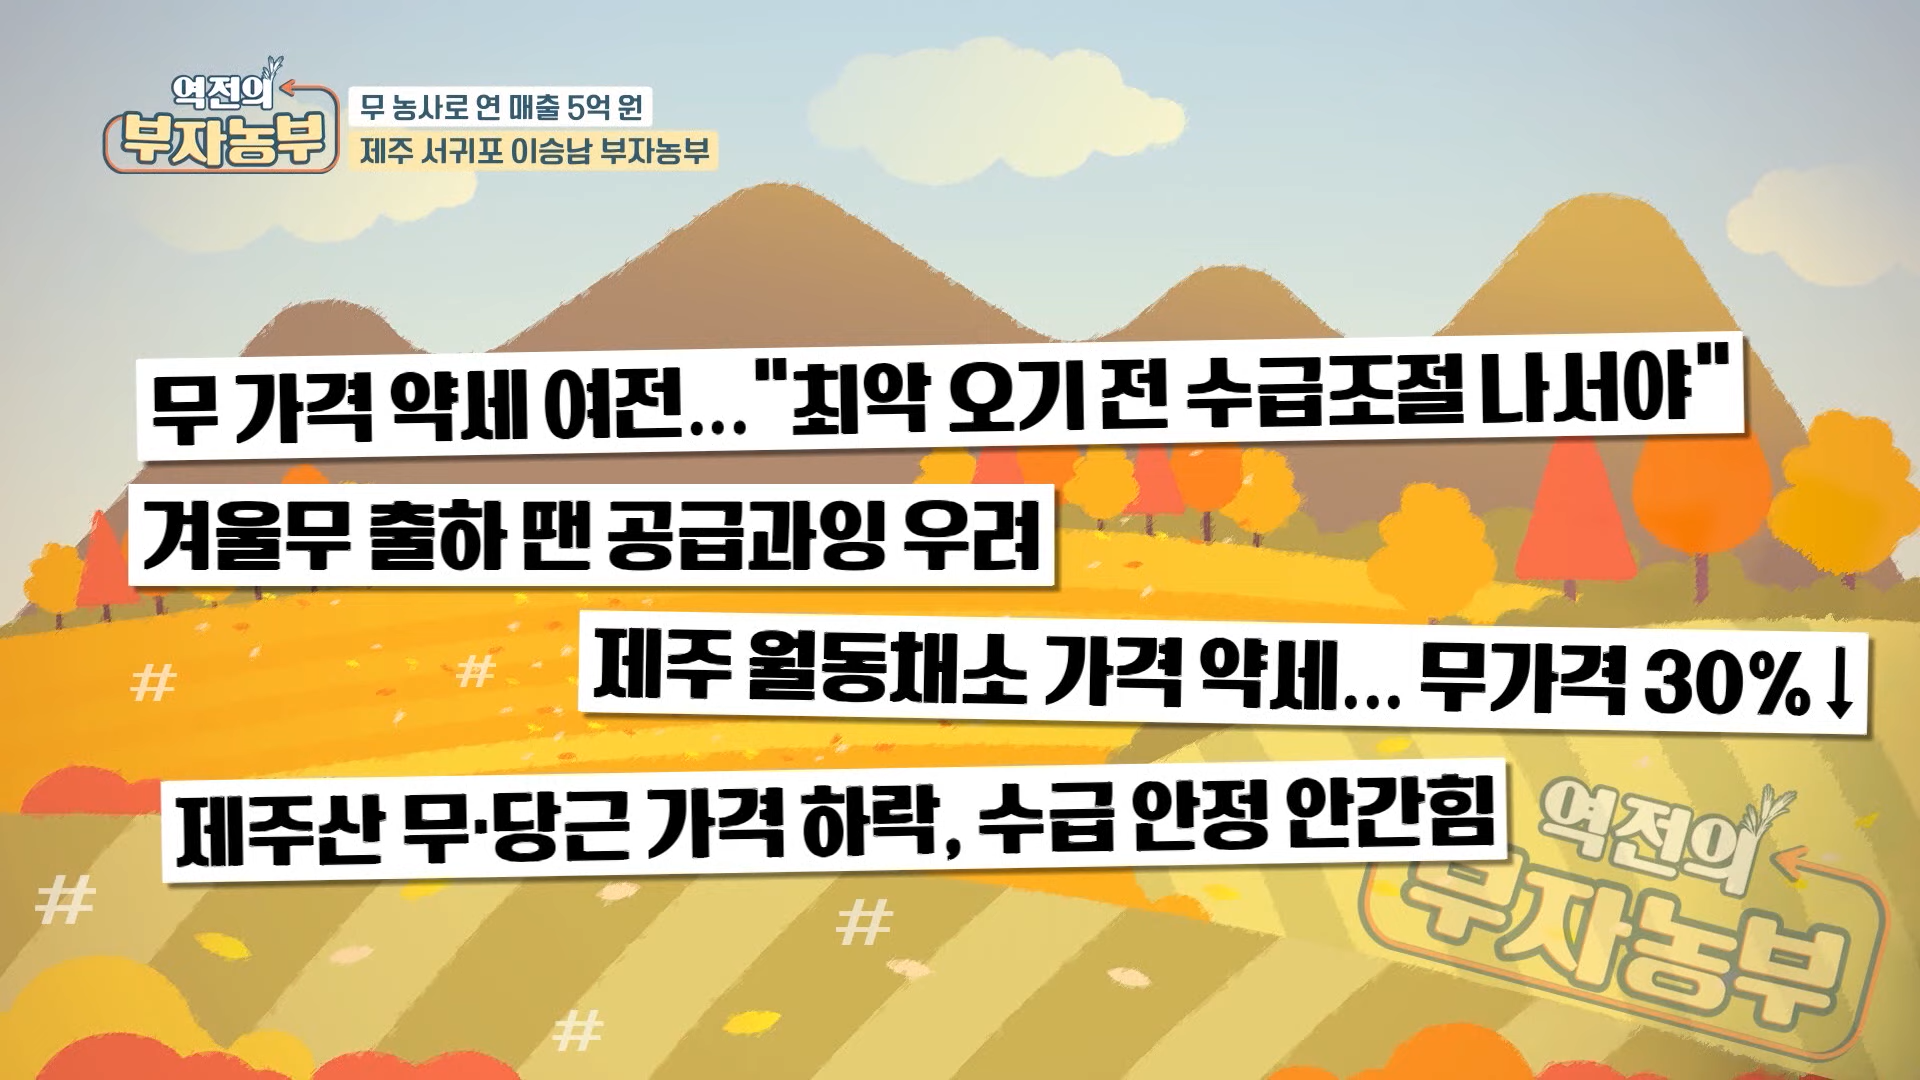 역전의
부자농부
무 농사로 연 매출 5억 원
제주 서귀포 이승남 부자농부
무 가격 약세 여전..."최악 오기 전 수급조절 나서야"
겨울무 출하 땐 공급과잉 우려
제주 월동채소 가격 약세... 무가격 30%↓
제주산 무·당근 가격 하락, 수급 안정 안간힘
역전의
부자농부
#
#
#
#
#